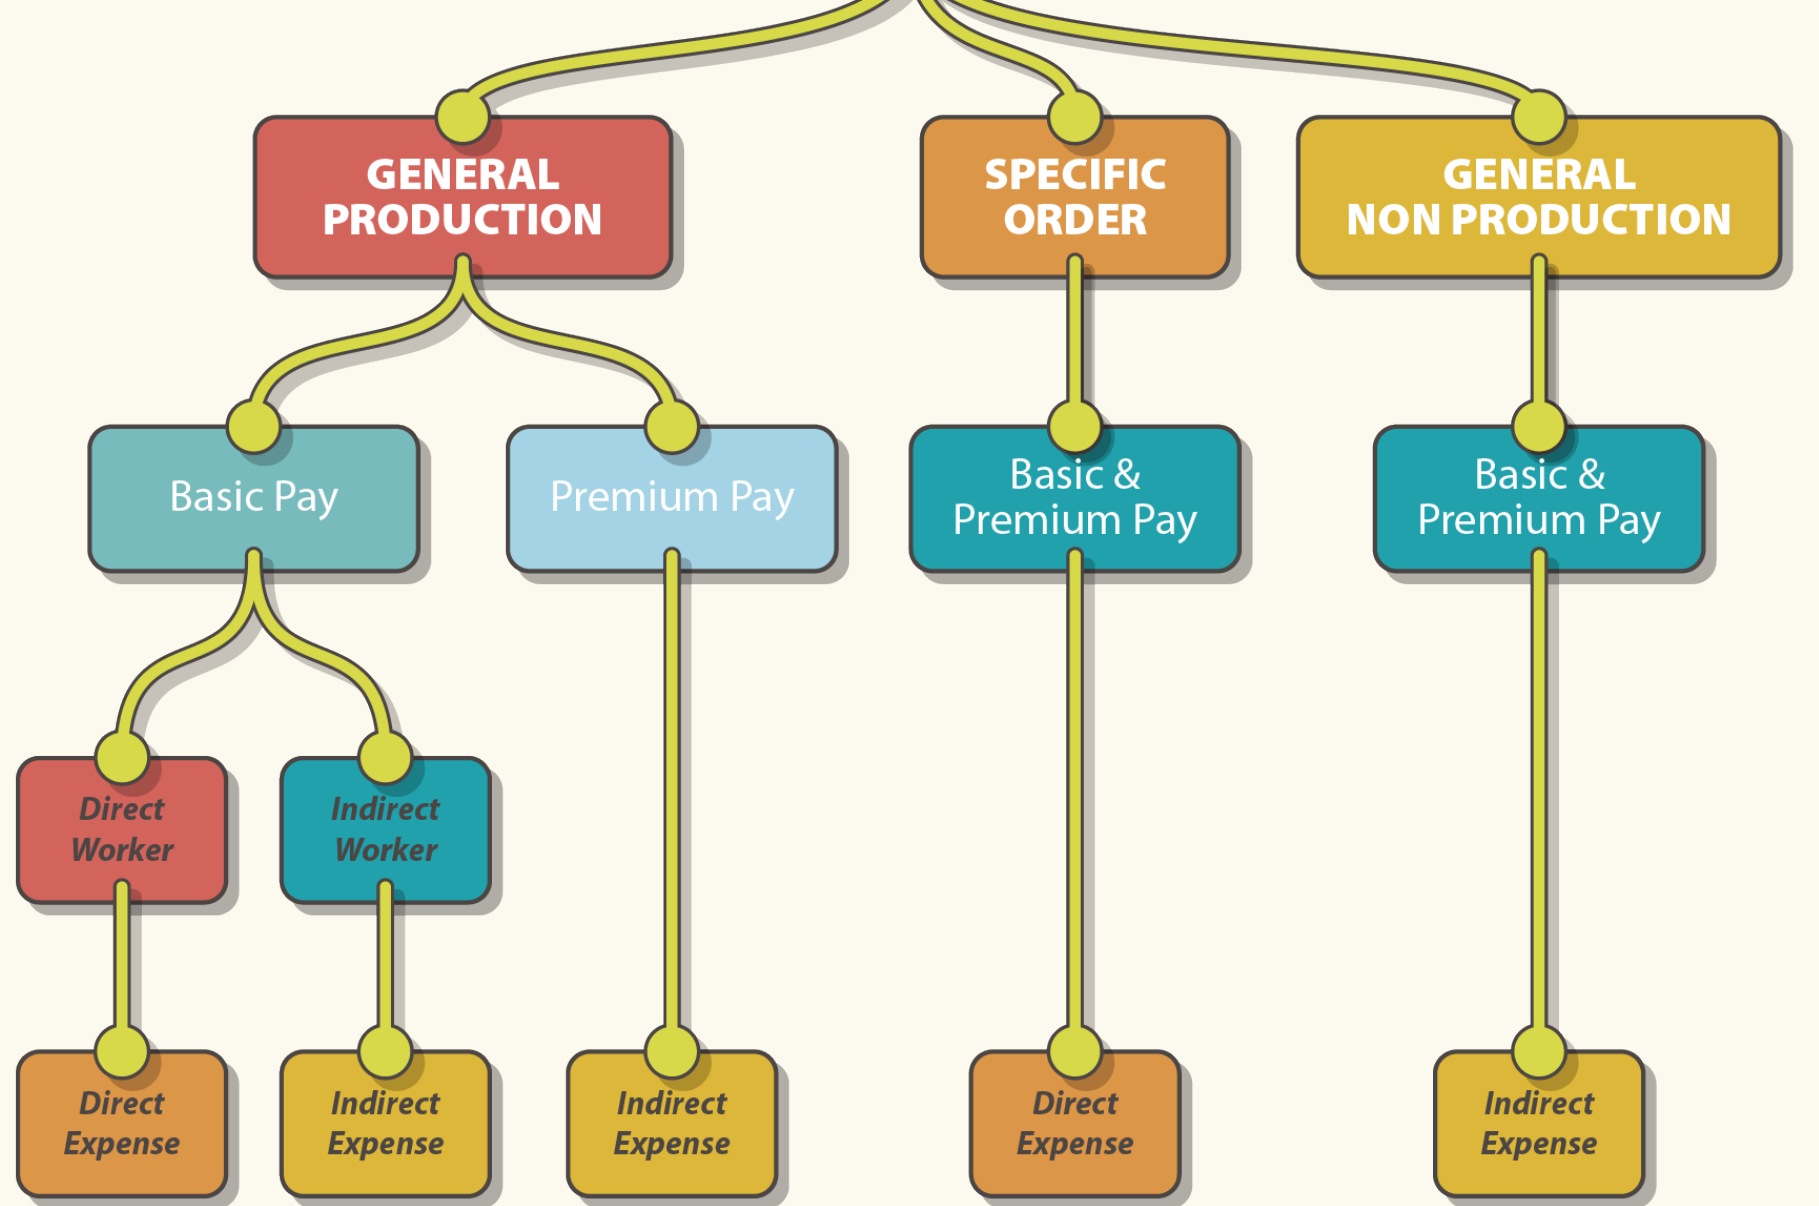 GENERAL
PRODUCTION
SPECIFIC
ORDER
GENERAL
NON PRODUCTION
Basic Pay
Premium Pay
Basic &
Premium Pay
Basic &
Premium Pay
Direct
Worker
Indirect
Worker
Direct
Expense
Indirect
Expense
Indirect
Expense
Direct
Expense
Indirect
Expense